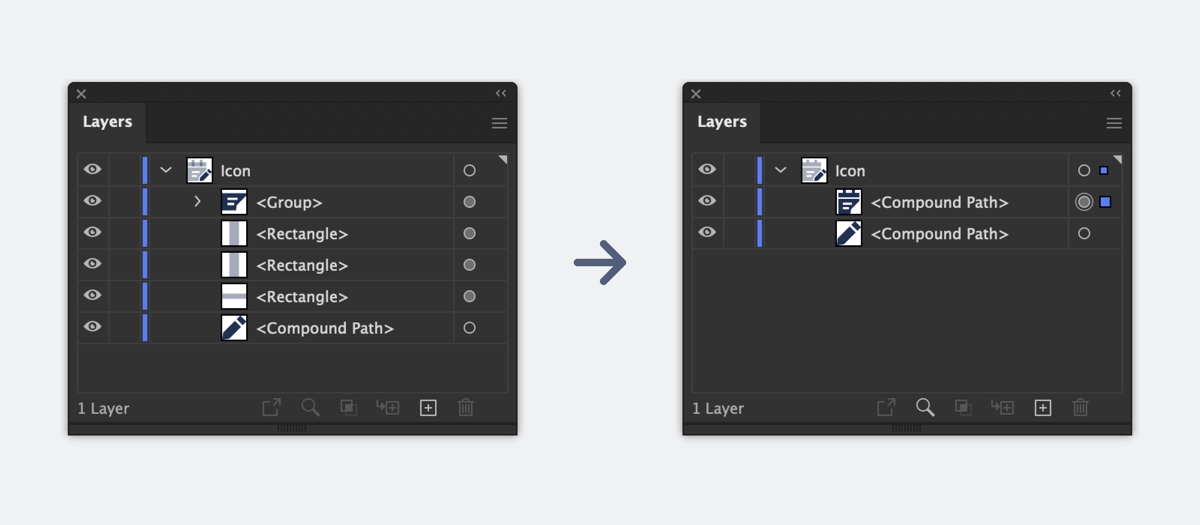 Layers
Icon
<Group>
<Rectangle>
<Rectangle>
<Rectangle>
<Compound Path>
1 Layer
Layers
Icon
<Compound Path>
<Compound Path>
1 Layer